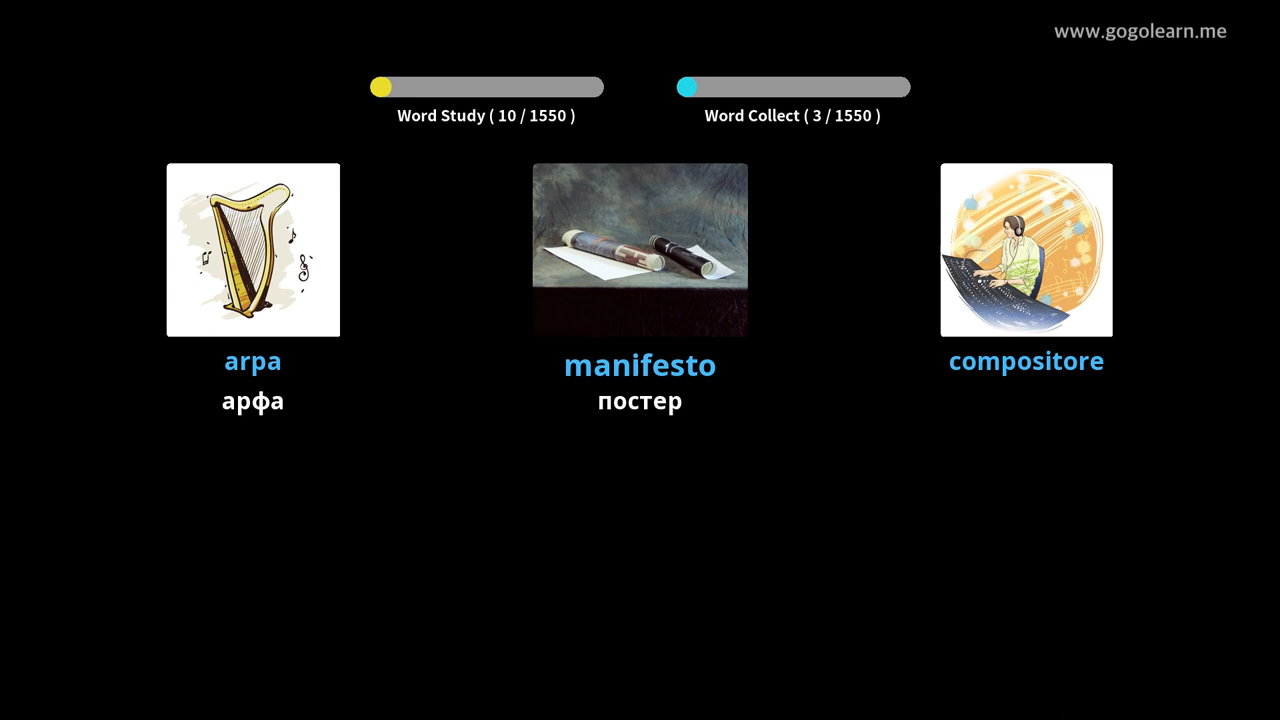 www.gogolearn.me
Word Study ( 10 / 1550 )
Word Collect ( 3 / 1550 )
arpa
арфа
manifesto
постер
compositore